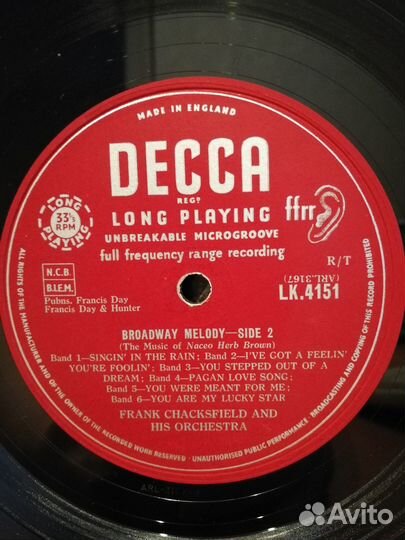 MADE IN ENGLAND
DECCA
REGD
LONG PLAYING
UNBREAKABLE MICROGROOVE
full frequency range recording
ffrr
LONG PLAYING
33⅓
RPM
R/T
(ARL.3167)
LK.4151
N.C.B.
B.I.E.M.
Pubns. Francis Day
Francis Day & Hunter
BROADWAY MELODY—SIDE 2
(The Music of Naceo Herb Brown)
Band 1—SINGIN' IN THE RAIN; Band 2—I'VE GOT A FEELIN'
YOU'RE FOOLIN'; Band 3—YOU STEPPED OUT OF A
DREAM; Band 4—PAGAN LOVE SONG;
Band 5—YOU WERE MEANT FOR ME;
Band 6—YOU ARE MY LUCKY STAR
FRANK CHACKSFIELD AND
HIS ORCHESTRA
ALL RIGHTS OF THE MANUFACTURER AND OF THE OWNER OF THE RECORDED WORK RESERVED · UNAUTHORISED PUBLIC PERFORMANCE, BROADCASTING AND COPYING OF THIS RECORD PROHIBITED
Avito